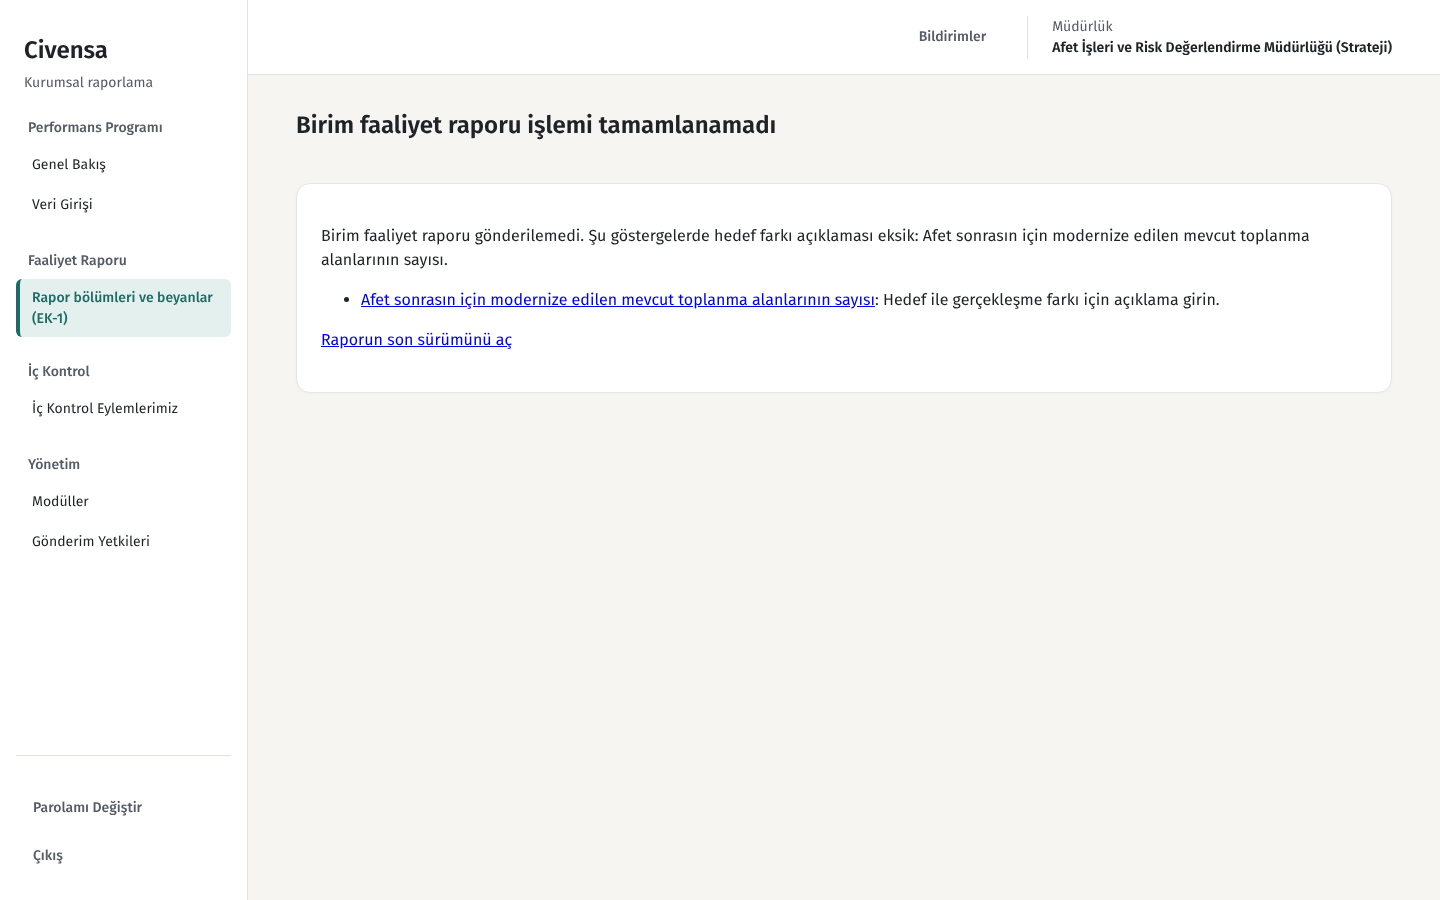 Civensa
Kurumsal raporlama
Performans Programı
Genel Bakış
Veri Girişi
Faaliyet Raporu
Rapor bölümleri ve beyanlar
(EK-1)
İç Kontrol
İç Kontrol Eylemlerimiz
Yönetim
Modüller
Gönderim Yetkileri
Parolamı Değiştir
Çıkış
Bildirimler
Müdürlük
Afet İşleri ve Risk Değerlendirme Müdürlüğü (Strateji)
Birim faaliyet raporu işlemi tamamlanamadı
Birim faaliyet raporu gönderilemedi. Şu göstergelerde hedef farkı açıklaması eksik: Afet sonrasın için modernize edilen mevcut toplanma
alanlarının sayısı.
• Afet sonrasın için modernize edilen mevcut toplanma alanlarının sayısı: Hedef ile gerçekleşme farkı için açıklama girin.
Raporun son sürümünü aç